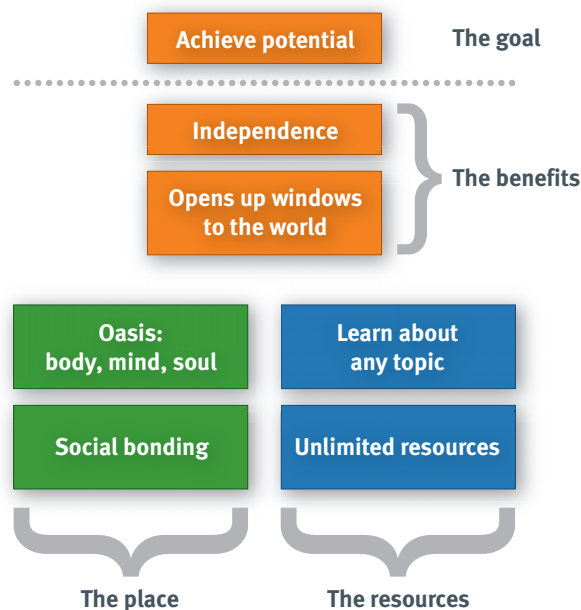 Achieve potential
The goal
Independence
Opens up windows
to the world
The benefits
Oasis:
body, mind, soul
Learn about
any topic
Social bonding
Unlimited resources
The place
The resources